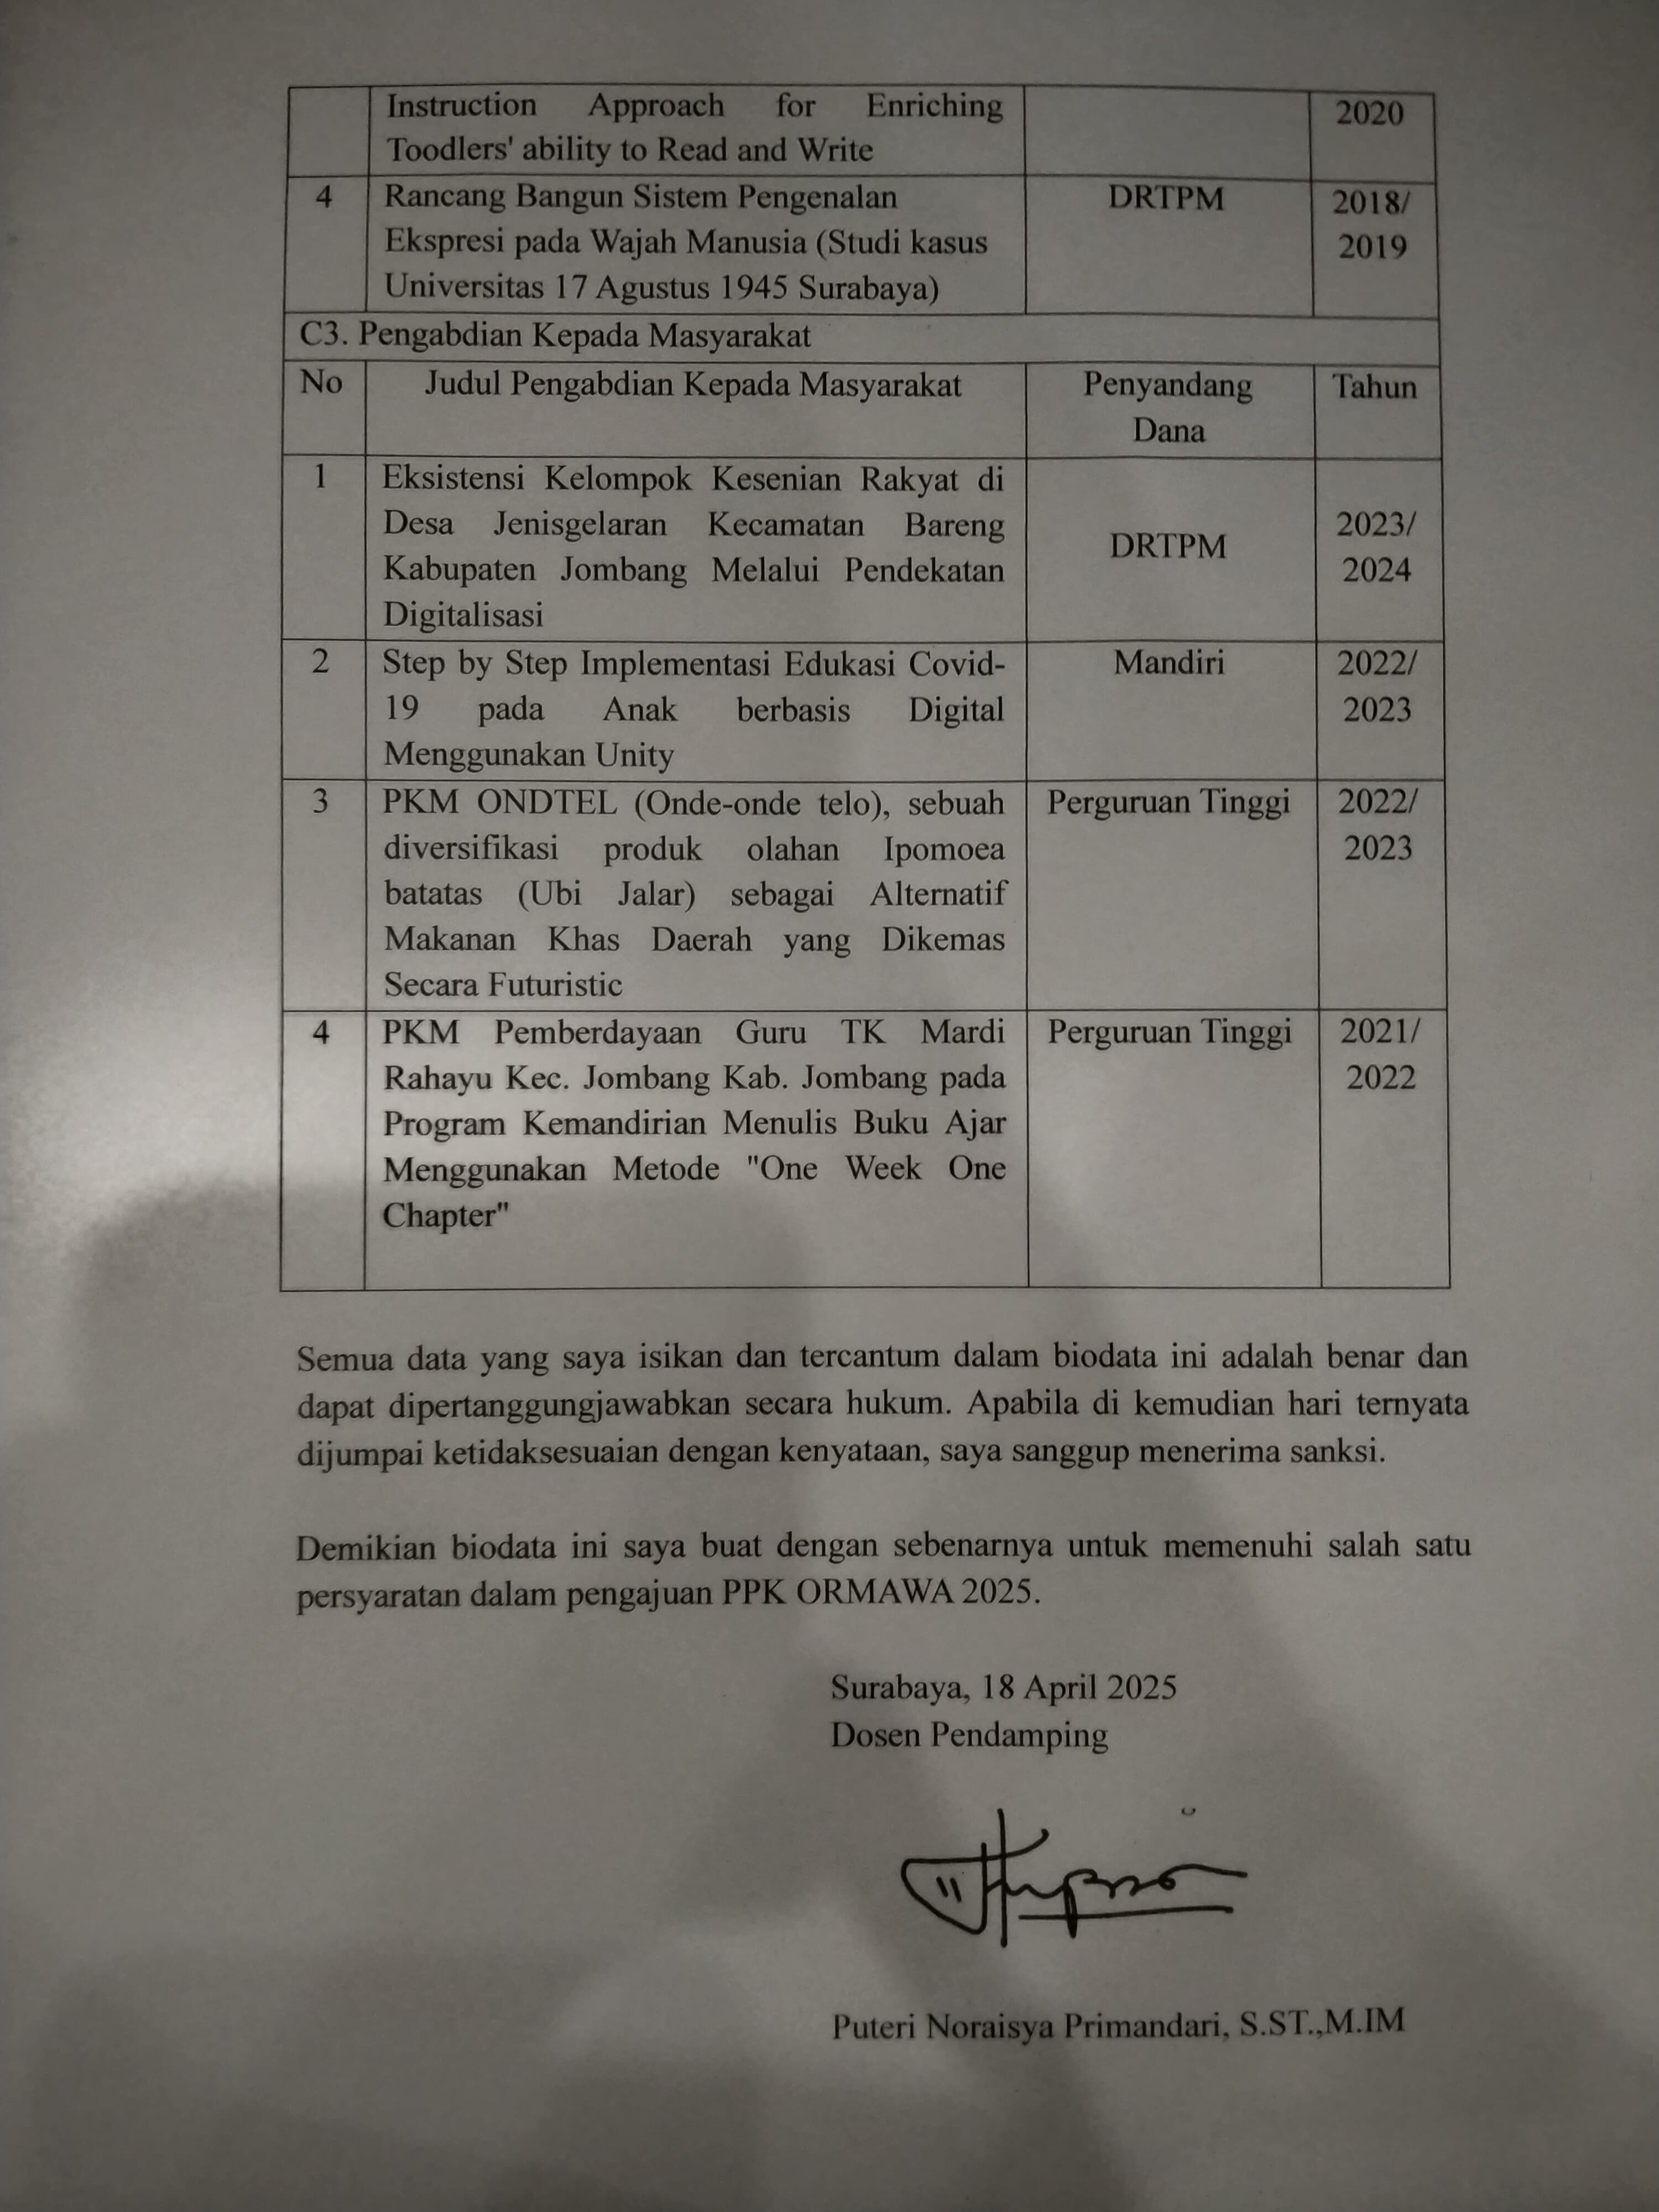 Instruction Approach for Enriching 2020
Toodlers' ability to Read and Write
4 Rancang Bangun Sistem Pengenalan DRTPM 2018/
Ekspresi pada Wajah Manusia (Studi kasus 2019
Universitas 17 Agustus 1945 Surabaya)
C3. Pengabdian Kepada Masyarakat
No Judul Pengabdian Kepada Masyarakat Penyandang Tahun
Dana
1 Eksistensi Kelompok Kesenian Rakyat di
Desa Jenisgelaran Kecamatan Bareng DRTPM 2023/
Kabupaten Jombang Melalui Pendekatan 2024
Digitalisasi
2 Step by Step Implementasi Edukasi Covid- Mandiri 2022/
19 pada Anak berbasis Digital 2023
Menggunakan Unity
3 PKM ONDTEL (Onde-onde telo), sebuah Perguruan Tinggi 2022/
diversifikasi produk olahan Ipomoea 2023
batatas (Ubi Jalar) sebagai Alternatif
Makanan Khas Daerah yang Dikemas
Secara Futuristic
4 PKM Pemberdayaan Guru TK Mardi Perguruan Tinggi 2021/
Rahayu Kec. Jombang Kab. Jombang pada 2022
Program Kemandirian Menulis Buku Ajar
Menggunakan Metode "One Week One
Chapter"
Semua data yang saya isikan dan tercantum dalam biodata ini adalah benar dan
dapat dipertanggungjawabkan secara hukum. Apabila di kemudian hari ternyata
dijumpai ketidaksesuaian dengan kenyataan, saya sanggup menerima sanksi.
Demikian biodata ini saya buat dengan sebenarnya untuk memenuhi salah satu
persyaratan dalam pengajuan PPK ORMAWA 2025.
Surabaya, 18 April 2025
Dosen Pendamping
Puteri Noraisya Primandari, S.ST.,M.IM